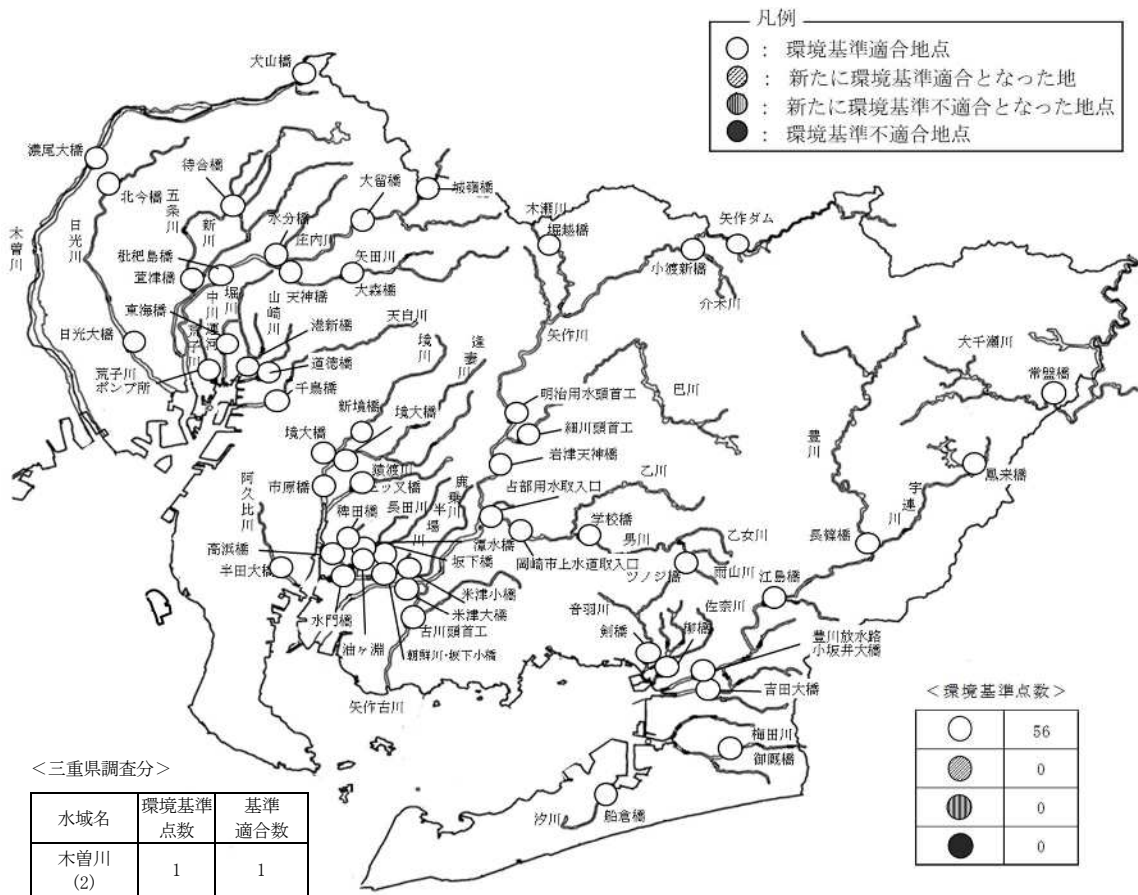 凡例
○ : 環境基準適合地点
: 新たに環境基準適合となった地
: 新たに環境基準不適合となった地点
● : 環境基準不適合地点
犬山橋
濃尾大橋
北今橋
待合橋
五条川
新川
水分橋
庄内川
大留橋
城嶺橋
木曽川
日光川
枇杷島橋
萱津橋
中川運河
堀川
山崎川
天神橋
矢田川
大森橋
東海橋
荒子川
港新橋
道徳橋
天白川
千鳥橋
日光大橋
荒子川
ポンプ所
木瀬川
堀越橋
矢作ダム
小渡新橋
介木川
矢作川
大千瀬川
常盤橋
境川
逢妻川
新境橋
境大橋
境大橋
明治用水頭首工
細川頭首工
岩津天神橋
巴川
乙川
豊川
宇連川
鳳来橋
長篠橋
市原橋
猿渡川
三ッ又橋
阿久比川
稗田橋
長田川
半場川
鹿乗川
占部用水取入口
学校橋
男川
乙女川
高浜橋
半田大橋
潭水橋
坂下橋
岡崎市上水道取入口
ツノジ橋
雨山川
江島橋
米津小橋
米津大橋
古川頭首工
水門橋
油ヶ淵
朝鮮川・坂下小橋
音羽川
佐奈川
剣橋
柳橋
豊川放水路
小坂井大橋
吉田大橋
矢作古川
梅田川
御厩橋
汐川
船倉橋
<三重県調査分>
水域名 環境基準点数 基準適合数
木曽川(2) 1 1
<環境基準点数>
○ 56
0
0
● 0